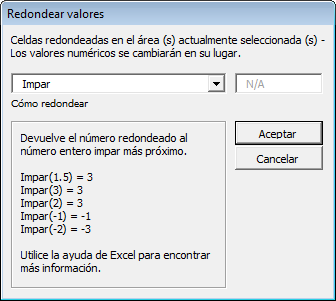 Redondear valores
Celdas redondeadas en el área (s) actualmente seleccionada (s) -
Los valores numéricos se cambiarán en su lugar.
Impar
N/A
Cómo redondear
Devuelve el número redondeado al
número entero impar más próximo.
Impar(1.5) = 3
Impar(3) = 3
Impar(2) = 3
Impar(-1) = -1
Impar(-2) = -3
Utilice la ayuda de Excel para encontrar
más información.
Aceptar
Cancelar